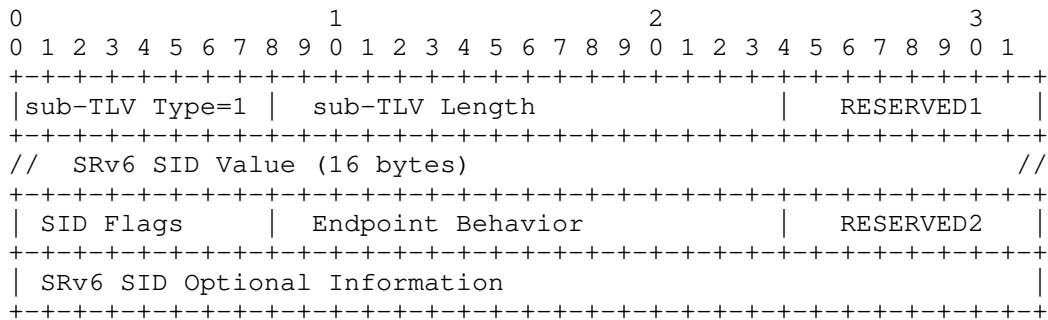 0                   1                   2                   3
0 1 2 3 4 5 6 7 8 9 0 1 2 3 4 5 6 7 8 9 0 1 2 3 4 5 6 7 8 9 0 1
+-+-+-+-+-+-+-+-+-+-+-+-+-+-+-+-+-+-+-+-+-+-+-+-+-+-+-+-+-+-+-+-+
|sub-TLV Type=1 |  sub-TLV Length               |   RESERVED1   |
+-+-+-+-+-+-+-+-+-+-+-+-+-+-+-+-+-+-+-+-+-+-+-+-+-+-+-+-+-+-+-+-+
//  SRv6 SID Value (16 bytes)                                  //
+-+-+-+-+-+-+-+-+-+-+-+-+-+-+-+-+-+-+-+-+-+-+-+-+-+-+-+-+-+-+-+-+
| SID Flags     |  Endpoint Behavior            |   RESERVED2   |
+-+-+-+-+-+-+-+-+-+-+-+-+-+-+-+-+-+-+-+-+-+-+-+-+-+-+-+-+-+-+-+-+
| SRv6 SID Optional Information                                 |
+-+-+-+-+-+-+-+-+-+-+-+-+-+-+-+-+-+-+-+-+-+-+-+-+-+-+-+-+-+-+-+-+